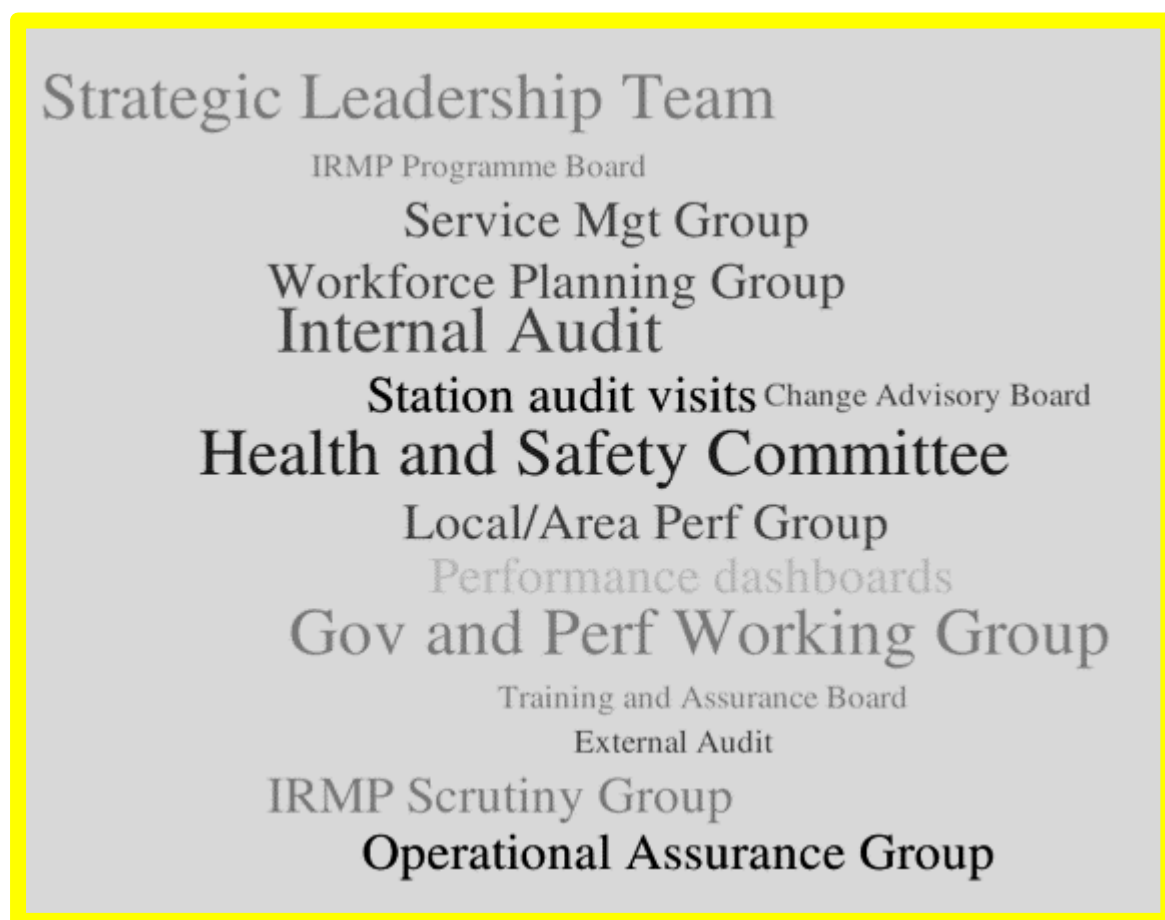 Strategic Leadership Team
IRMP Programme Board
Service Mgt Group
Workforce Planning Group
Internal Audit
Station audit visits Change Advisory Board
Health and Safety Committee
Local/Area Perf Group
Performance dashboards
Gov and Perf Working Group
Training and Assurance Board
External Audit
IRMP Scrutiny Group
Operational Assurance Group